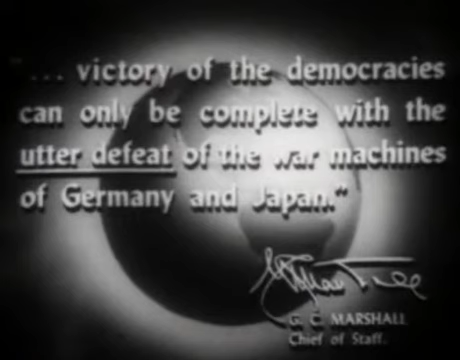 "... victory of the democracies
can only be complete with the
utter defeat of the war machines
of Germany and Japan."
G. C. Marshall
G. C. MARSHALL
Chief of Staff.